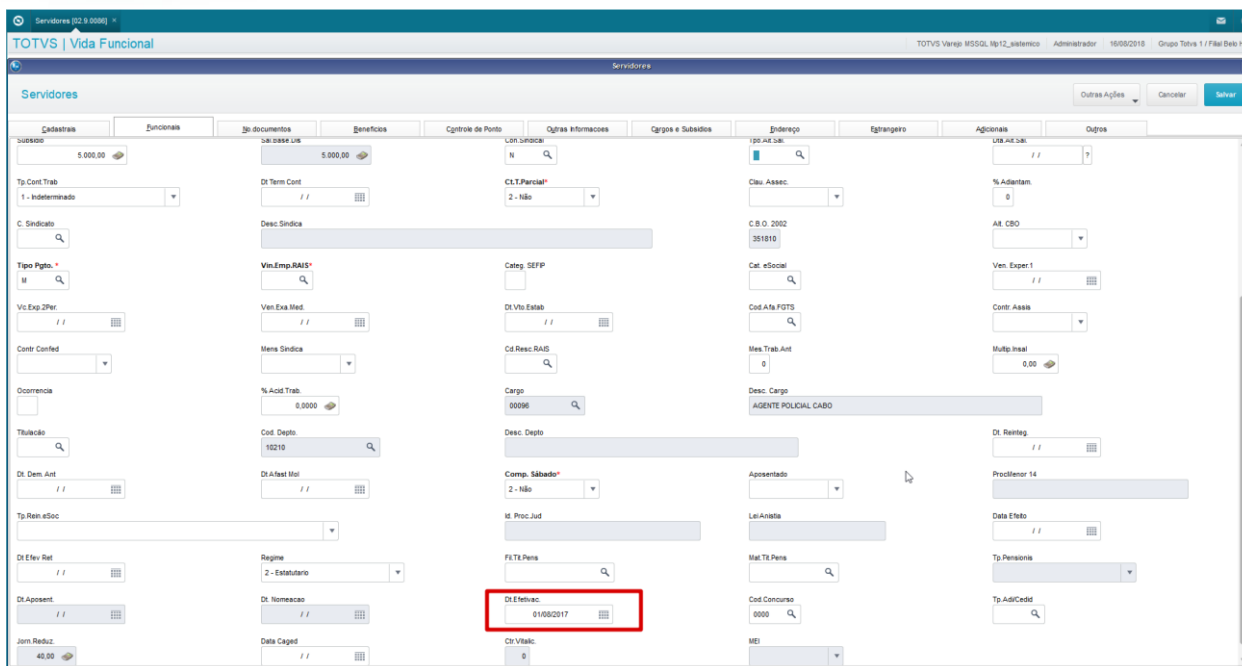 Servidores [02.9.0086] ×
TOTVS | Vida Funcional
TOTVS Varejo MSSQL Mp12_sistemico Administrador 16/08/2018 Grupo Totvs 1 / Filial Belo H
Servidores
Servidores
Outras Ações Cancelar Salvar
Cadastrais Funcionais No.documentos Beneficios Controle de Ponto Outras Informacoes Cargos e Subsidios Endereço Estrangeiro Adicionais Outros
Subsidio Sal.Base.Dis Con.Sindical Tpo.Alt.Sal. Dta.Alt.Sal.
5.000,00 5.000,00 N / / ?
Tp.Cont.Trab Dt Term Cont Ct.T.Parcial* Clau. Assec. % Adiantam.
1 - Indeterminado / / 2 - Não 0
C. Sindicato Desc.Sindica C.B.O. 2002 Alt. CBO
351810
Tipo Pgto. * Vin.Emp.RAIS* Categ. SEFIP Cat. eSocial Ven. Exper.1
M / /
Vc.Exp.2Per. Ven.Exa.Med. Dt.Vto.Estab Cod.Afa.FGTS Contr. Assis
/ / / / / /
Contr Confed Mens Sindica Cd.Resc.RAIS Mes.Trab.Ant Multip.Insal
0 0,00
Ocorrencia % Acid.Trab. Cargo Desc. Cargo
0,0000 00096 AGENTE POLICIAL CABO
Titulacão Cod. Depto. Desc. Depto Dt. Reinteg.
10210 / /
Dt. Dem. Ant Dt Afast Mol Comp. Sábado* Aposentado ProcMenor 14
/ / / / 2 - Não
Tp.Rein.eSoc Id. Proc.Jud Lei Anistia Data Efeito
/ /
Dt Efev Ret Regime Fil.Tit.Pens Mat.Tit.Pens Tp.Pensionis
/ / 2 - Estatutario
Dt.Aposent. Dt. Nomeacao Dt.Efetivac. Cod.Concurso Tp.Adi/Cedid
/ / / / 01/08/2017 0000
Jorn.Reduz. Data Caged Ctr.Vitalic. MEI
40,00 / / 0